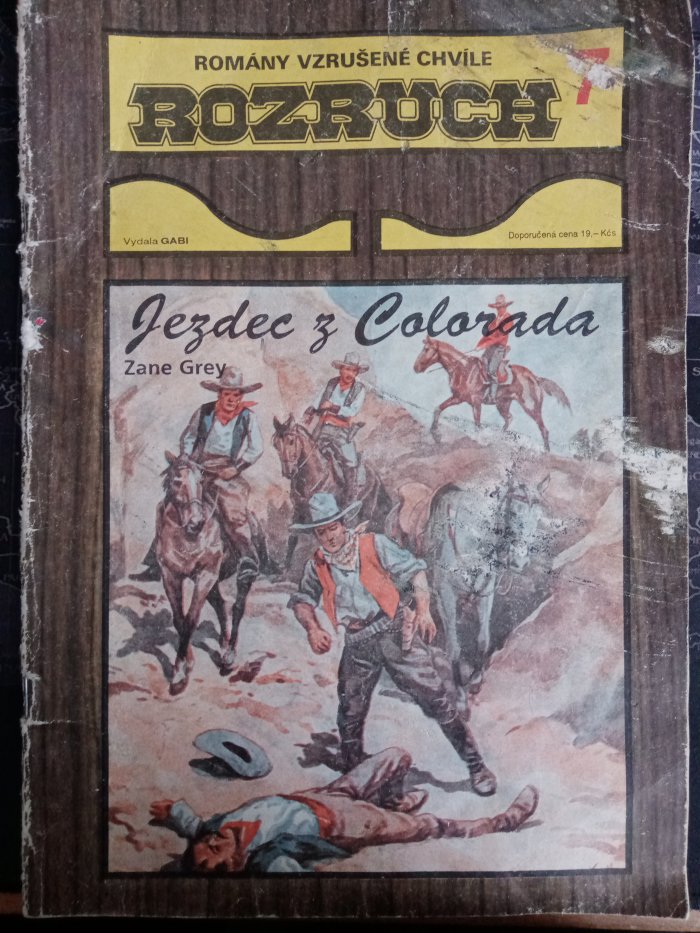 ROMÁNY VZRUŠENÉ CHVÍLE
7
ROZRUCH
Vydala GABI
Doporučená cena 19,– Kčs
Jezdec z Colorada
Zane Grey